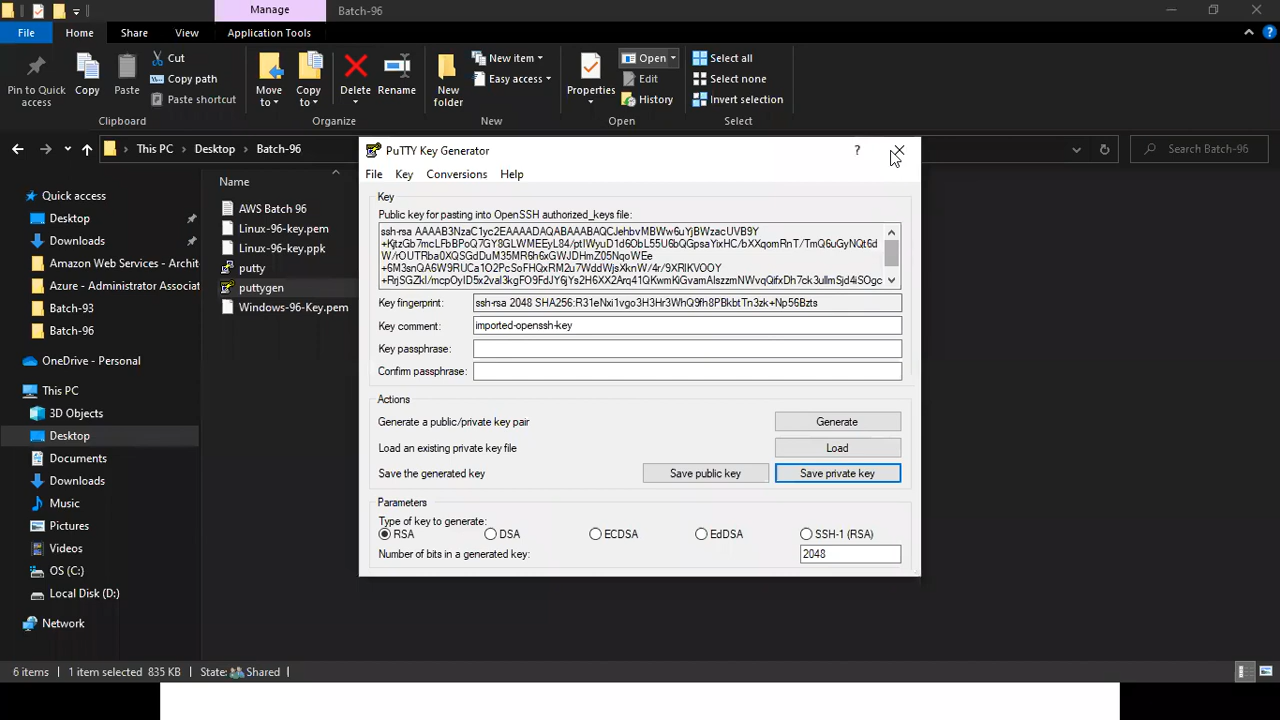 Manage
Batch-96
File
Home
Share
View
Application Tools
Pin to Quick access
Copy
Paste
Cut
Copy path
Paste shortcut
Move to
Copy to
Delete
Rename
New folder
New item
Easy access
Properties
Open
Edit
History
Select all
Select none
Invert selection
Clipboard
Organize
New
Open
Select
This PC > Desktop > Batch-96
Search Batch-96
Quick access
Desktop
Downloads
Amazon Web Services - Archit
Azure - Administrator Associat
Batch-93
Batch-96
OneDrive - Personal
This PC
3D Objects
Desktop
Documents
Downloads
Music
Pictures
Videos
OS (C:)
Local Disk (D:)
Network
Name
AWS Batch 96
Linux-96-key.pem
Linux-96-key.ppk
putty
puttygen
Windows-96-Key.pem
PuTTY Key Generator
?
File
Key
Conversions
Help
Key
Public key for pasting into OpenSSH authorized_keys file:
Key fingerprint:
Key comment:
imported-openssh-key
Key passphrase:
Confirm passphrase:
Actions
Generate a public/private key pair
Generate
Load an existing private key file
Load
Save the generated key
Save public key
Save private key
Parameters
Type of key to generate:
RSA
DSA
ECDSA
EdDSA
SSH-1 (RSA)
Number of bits in a generated key:
2048
6 items
1 item selected 835 KB
State: Shared